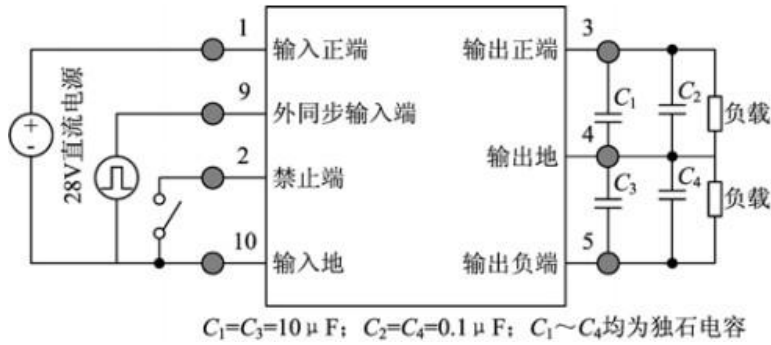 1
输入正端
9
外同步输入端
2
禁止端
10
输入地
28V直流电源
+
-
3
输出正端
4
输出地
5
输出负端
C₁
C₂
C₃
C₄
负载
负载
C₁=C₃=10μF；C₂=C₄=0.1μF；C₁～C₄均为独石电容